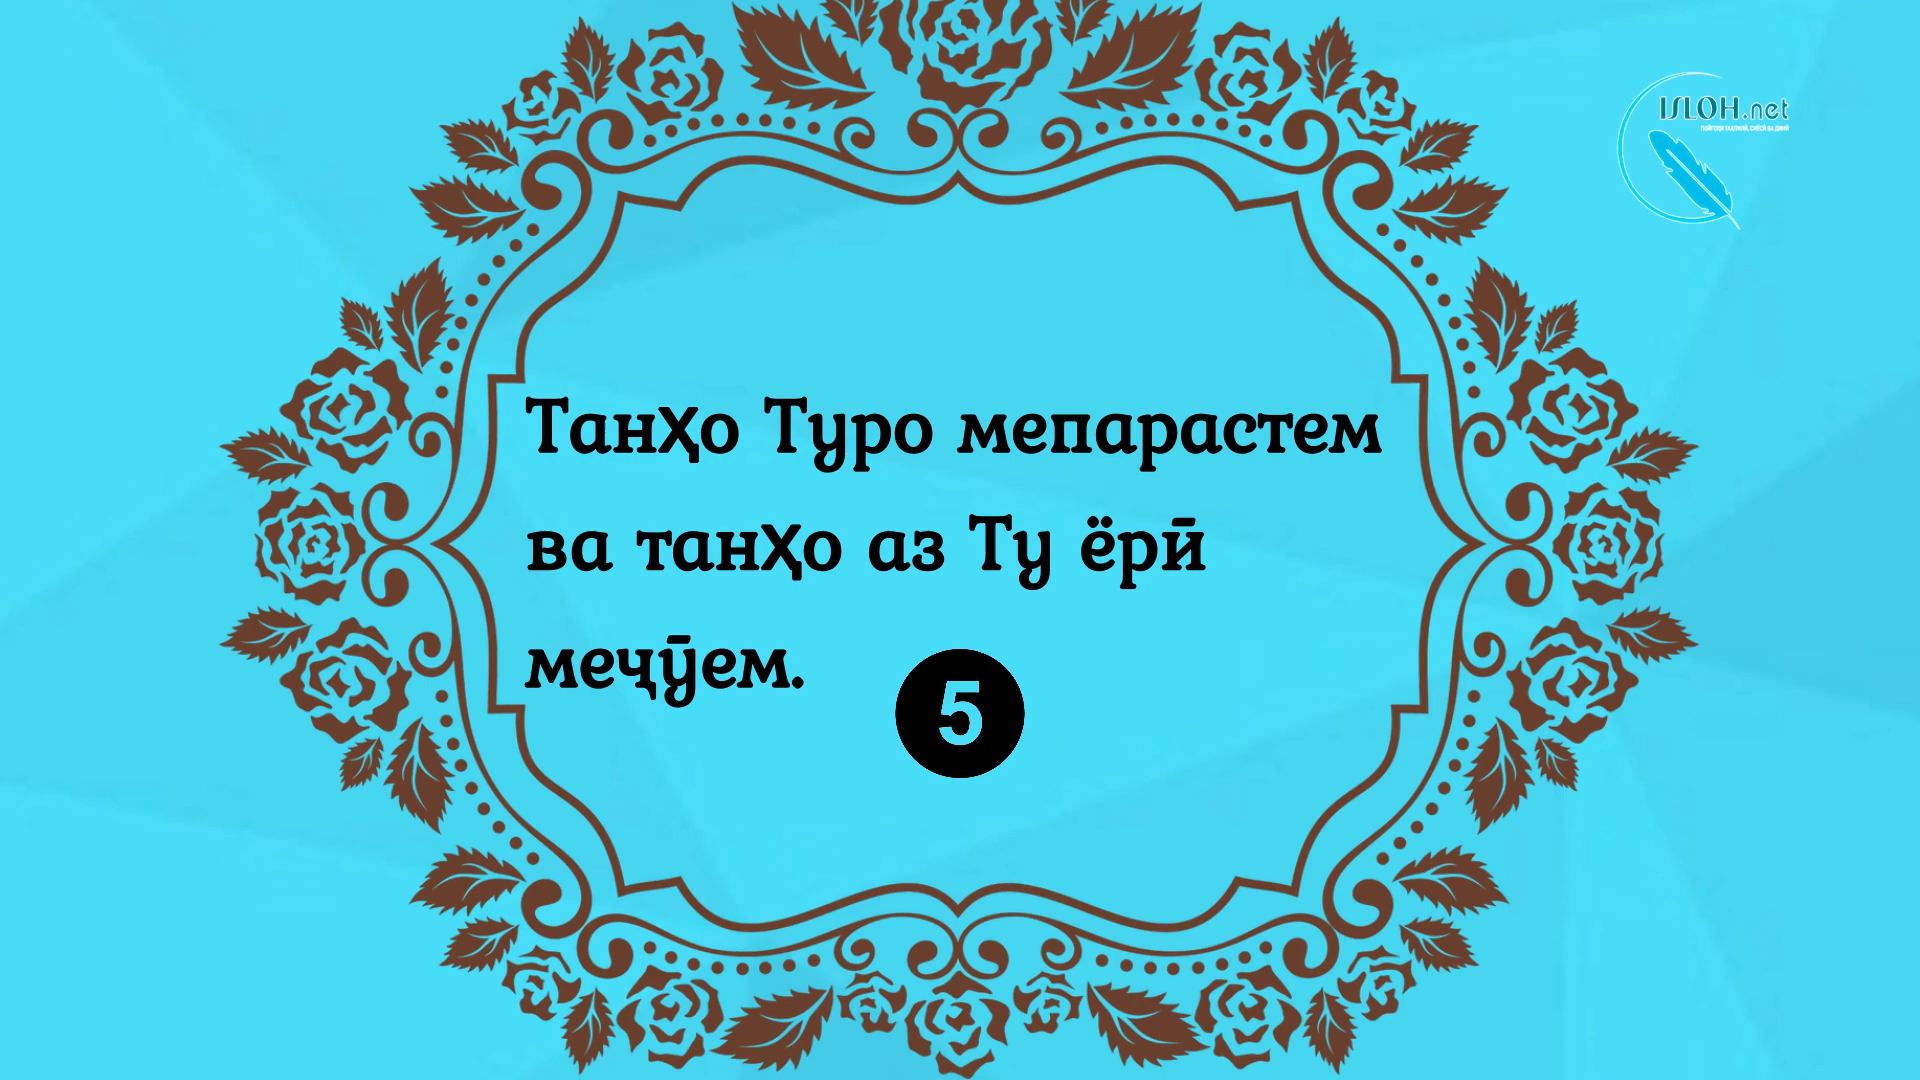 ISLOH.net
Танҳо Туро мепарастем
ва танҳо аз Ту ёрӣ
меҷӯем.
5